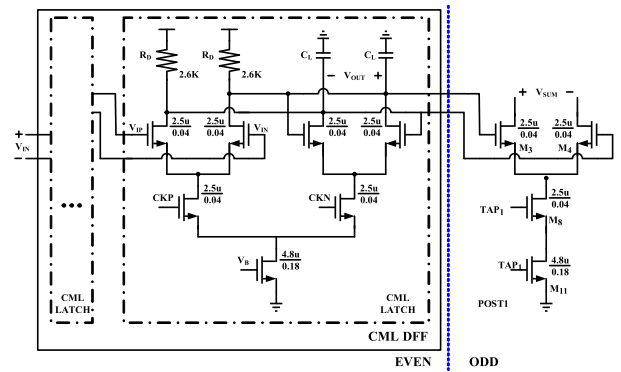 R_D
2.6K
R_D
2.6K
C_L
C_L
− V_OUT +
+ V_SUM −
V_IP
2.5u
0.04
2.5u
0.04
V_IN
2.5u
0.04
2.5u
0.04
2.5u
0.04
2.5u
0.04
M_3
M_4
+
V_IN
−
CKP
2.5u
0.04
CKN
2.5u
0.04
TAP_1
2.5u
0.04
M_8
V_B
4.8u
0.18
TAP_1
4.8u
0.18
M_11
CML
LATCH
CML
LATCH
POST1
CML DFF
EVEN
ODD